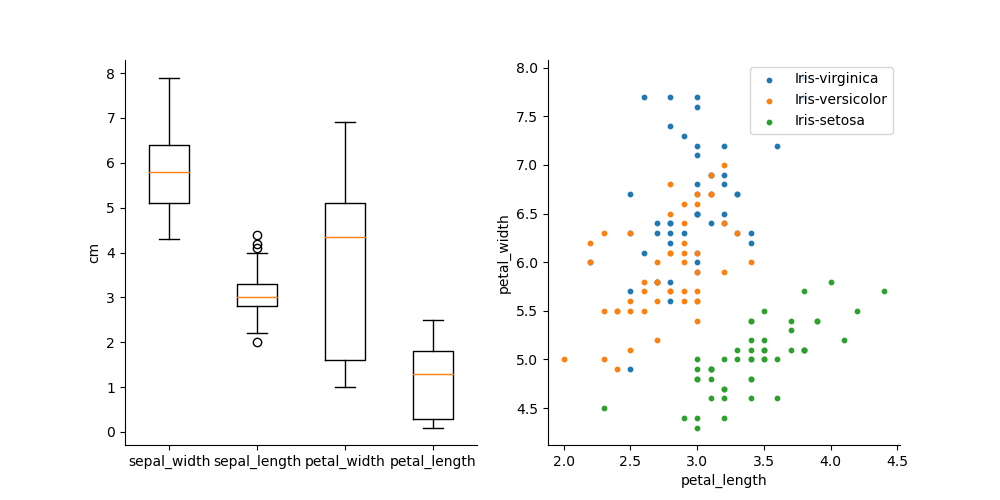 cm
8
7
6
5
4
3
2
1
0
sepal_width sepal_length petal_width petal_length
petal_width
8.0
7.5
7.0
6.5
6.0
5.5
5.0
4.5
2.0 2.5 3.0 3.5 4.0 4.5
petal_length
Iris-virginica
Iris-versicolor
Iris-setosa